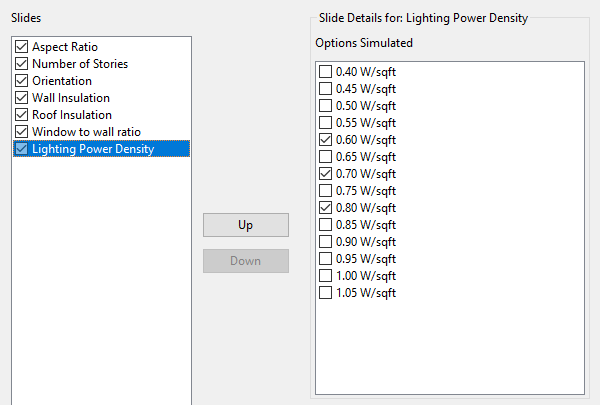 Slides
Aspect Ratio
Number of Stories
Orientation
Wall Insulation
Roof Insulation
Window to wall ratio
Lighting Power Density
Up
Down
Slide Details for: Lighting Power Density
Options Simulated
0.40 W/sqft
0.45 W/sqft
0.50 W/sqft
0.55 W/sqft
0.60 W/sqft
0.65 W/sqft
0.70 W/sqft
0.75 W/sqft
0.80 W/sqft
0.85 W/sqft
0.90 W/sqft
0.95 W/sqft
1.00 W/sqft
1.05 W/sqft